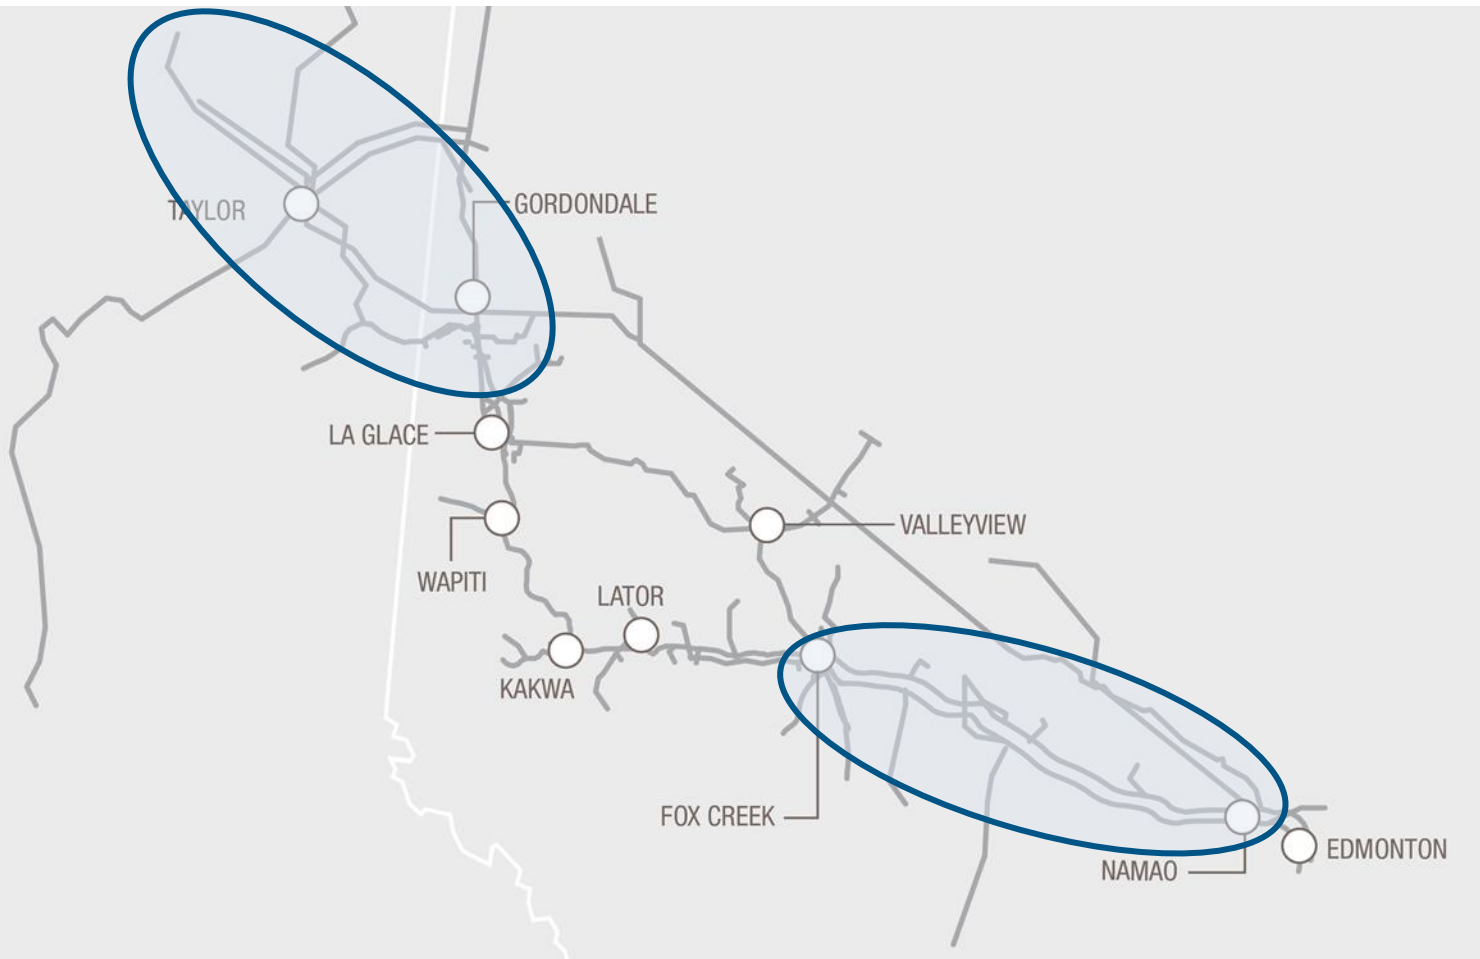 TAYLOR
GORDONDALE
LA GLACE
VALLEYVIEW
WAPITI
LATOR
KAKWA
FOX CREEK
EDMONTON
NAMAO